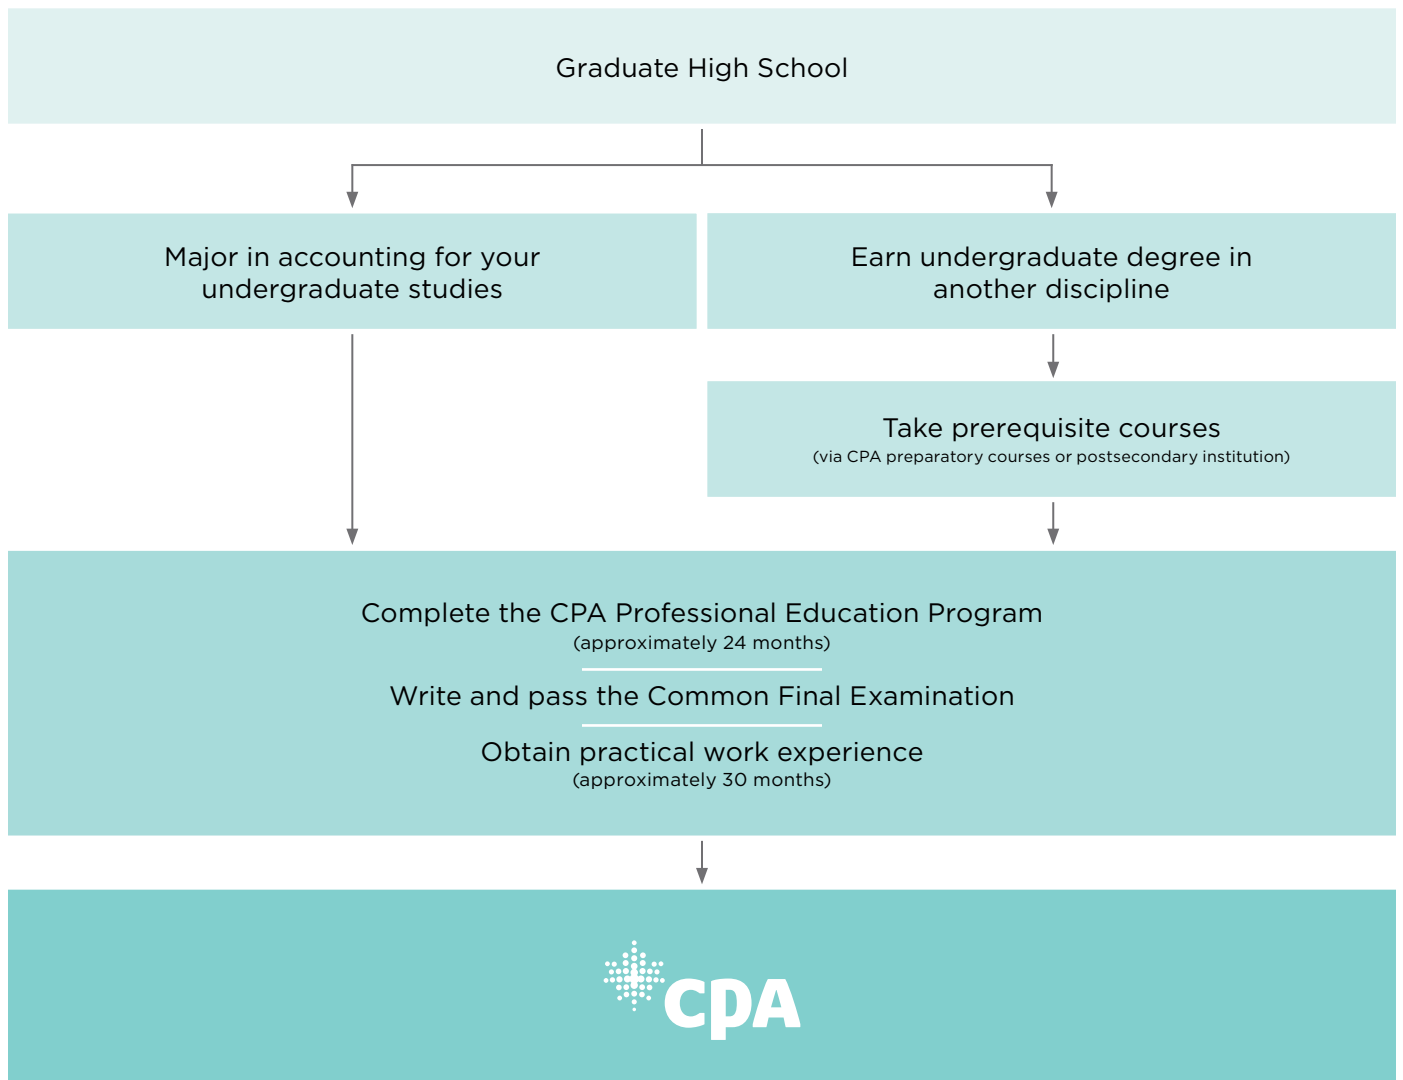 Graduate High School
Major in accounting for your
undergraduate studies
Earn undergraduate degree in
another discipline
Take prerequisite courses
(via CPA preparatory courses or postsecondary institution)
Complete the CPA Professional Education Program
(approximately 24 months)
Write and pass the Common Final Examination
Obtain practical work experience
(approximately 30 months)
CPA